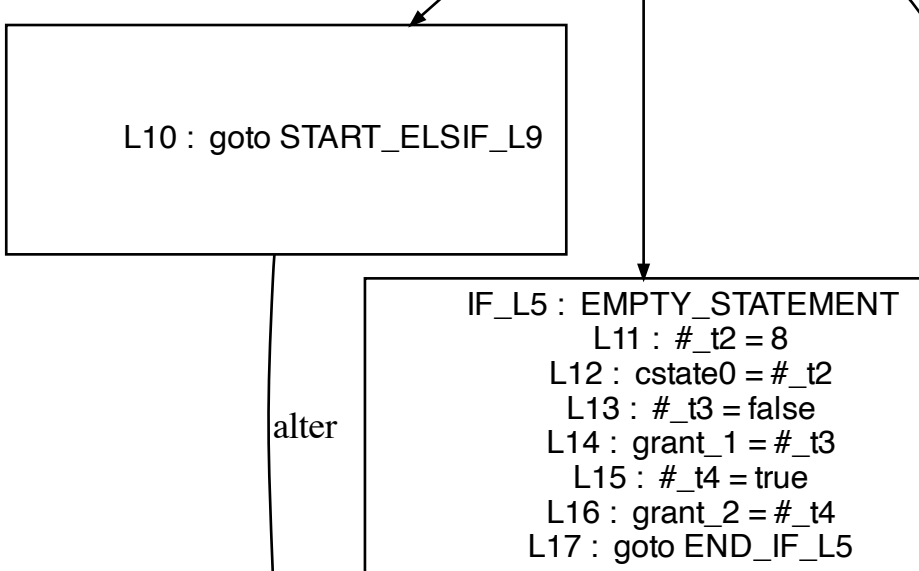 L10 : goto START_ELSIF_L9
IF_L5 : EMPTY_STATEMENT
L11 : #_t2 = 8
L12 : cstate0 = #_t2
L13 : #_t3 = false
alter
L14 : grant_1 = #_t3
L15 : #_t4 = true
L16 : grant_2 = #_t4
L17 : goto END_IF_L5